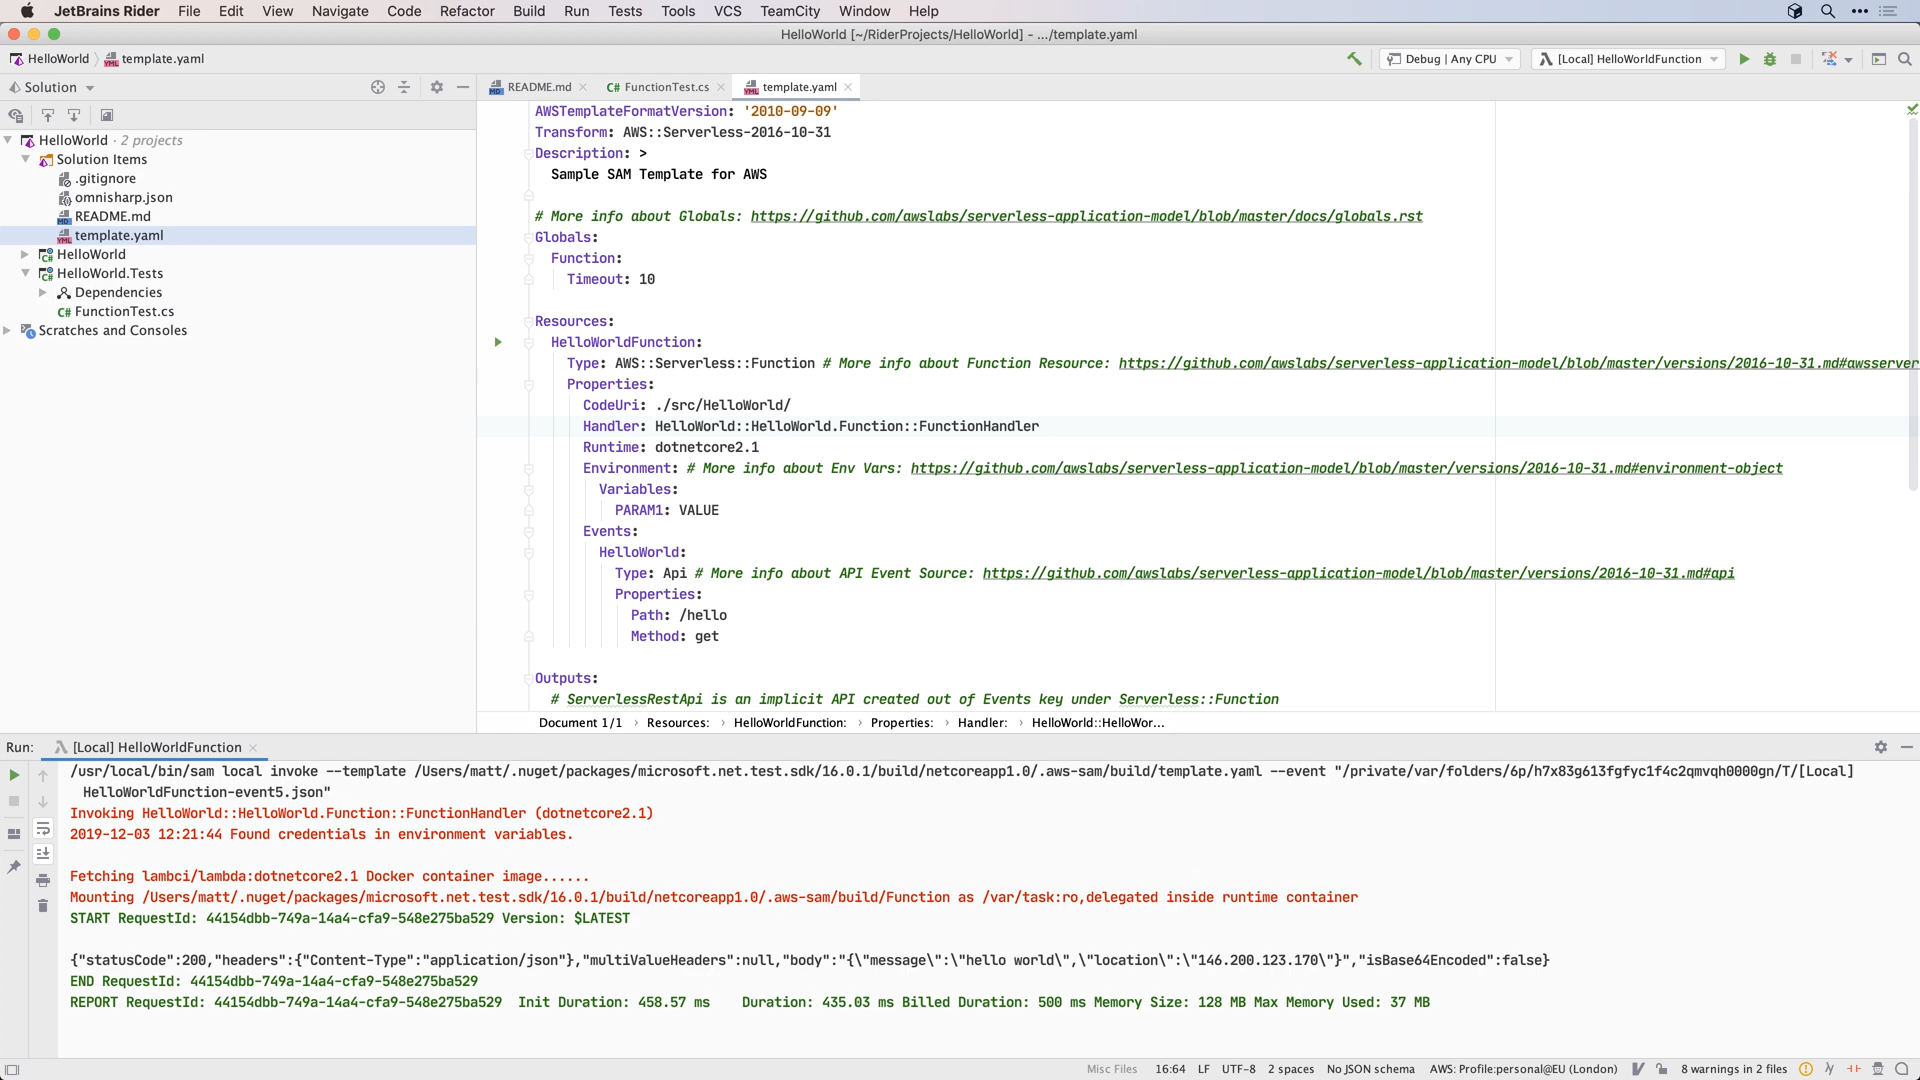 JetBrains Rider File Edit View Navigate Code Refactor Build Run Tests Tools VCS TeamCity Window Help
HelloWorld [~/RiderProjects/HelloWorld] - .../template.yaml
HelloWorld template.yaml
Debug | Any CPU
[Local] HelloWorldFunction
Solution
README.md
FunctionTest.cs
template.yaml
HelloWorld · 2 projects
Solution Items
.gitignore
omnisharp.json
README.md
template.yaml
HelloWorld
HelloWorld.Tests
Dependencies
C# FunctionTest.cs
Scratches and Consoles
AWSTemplateFormatVersion: '2010-09-09'
Transform: AWS::Serverless-2016-10-31
Description: >
Sample SAM Template for AWS
# More info about Globals: https://github.com/awslabs/serverless-application-model/blob/master/docs/globals.rst
Globals:
Function:
Timeout: 10
Resources:
HelloWorldFunction:
Type: AWS::Serverless::Function # More info about Function Resource: https://github.com/awslabs/serverless-application-model/blob/master/versions/2016-10-31.md#awsserver
Properties:
CodeUri: ./src/HelloWorld/
Handler: HelloWorld::HelloWorld.Function::FunctionHandler
Runtime: dotnetcore2.1
Environment: # More info about Env Vars: https://github.com/awslabs/serverless-application-model/blob/master/versions/2016-10-31.md#environment-object
Variables:
PARAM1: VALUE
Events:
HelloWorld:
Type: Api # More info about API Event Source: https://github.com/awslabs/serverless-application-model/blob/master/versions/2016-10-31.md#api
Properties:
Path: /hello
Method: get
Outputs:
# ServerlessRestApi is an implicit API created out of Events key under Serverless::Function
Document 1/1 › Resources: › HelloWorldFunction: › Properties: › Handler: › HelloWorld::HelloWor...
Run: [Local] HelloWorldFunction
/usr/local/bin/sam local invoke --template /Users/matt/.nuget/packages/microsoft.net.test.sdk/16.0.1/build/netcoreapp1.0/.aws-sam/build/template.yaml --event "/private/var/folders/6p/h7x83g613fgfyc1f4c2qmvqh0000gn/T/[Local]
HelloWorldFunction-event5.json"
Invoking HelloWorld::HelloWorld.Function::FunctionHandler (dotnetcore2.1)
2019-12-03 12:21:44 Found credentials in environment variables.
Fetching lambci/lambda:dotnetcore2.1 Docker container image......
Mounting /Users/matt/.nuget/packages/microsoft.net.test.sdk/16.0.1/build/netcoreapp1.0/.aws-sam/build/Function as /var/task:ro,delegated inside runtime container
START RequestId: 44154dbb-749a-14a4-cfa9-548e275ba529 Version: $LATEST
{"statusCode":200,"headers":{"Content-Type":"application/json"},"multiValueHeaders":null,"body":"{\"message\":\"hello world\",\"location\":\"146.200.123.170\"}","isBase64Encoded":false}
END RequestId: 44154dbb-749a-14a4-cfa9-548e275ba529
REPORT RequestId: 44154dbb-749a-14a4-cfa9-548e275ba529 Init Duration: 458.57 ms Duration: 435.03 ms Billed Duration: 500 ms Memory Size: 128 MB Max Memory Used: 37 MB
Misc Files 16:64 LF UTF-8 2 spaces No JSON schema AWS: Profile:personal@EU (London) 8 warnings in 2 files